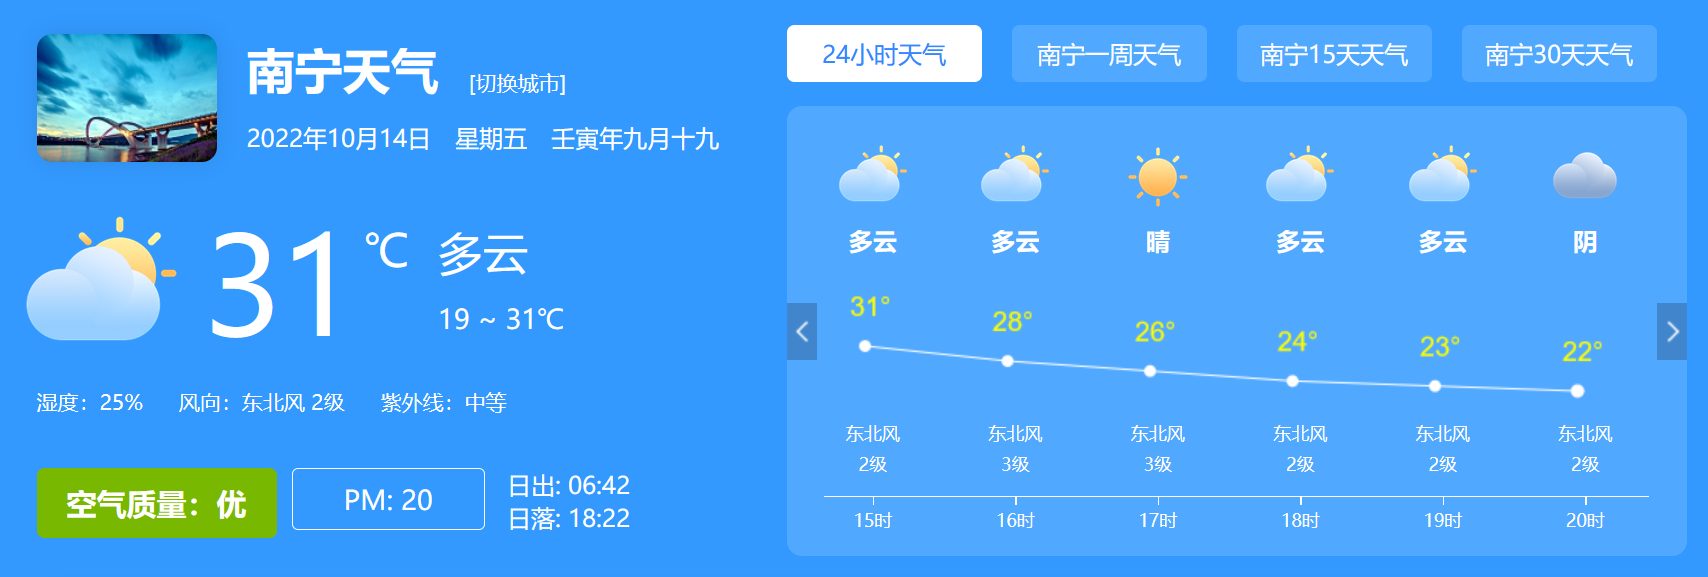 南宁天气 [切换城市]
2022年10月14日 星期五 壬寅年九月十九
31 ℃ 多云
19 ~ 31℃
湿度：25% 风向：东北风 2级 紫外线：中等
空气质量：优 PM: 20
日出: 06:42
日落: 18:22
24小时天气 南宁一周天气 南宁15天天气 南宁30天天气
多云 多云 晴 多云 多云 阴
31° 28° 26° 24° 23° 22°
东北风 东北风 东北风 东北风 东北风 东北风
2级 3级 3级 2级 2级 2级
15时 16时 17时 18时 19时 20时